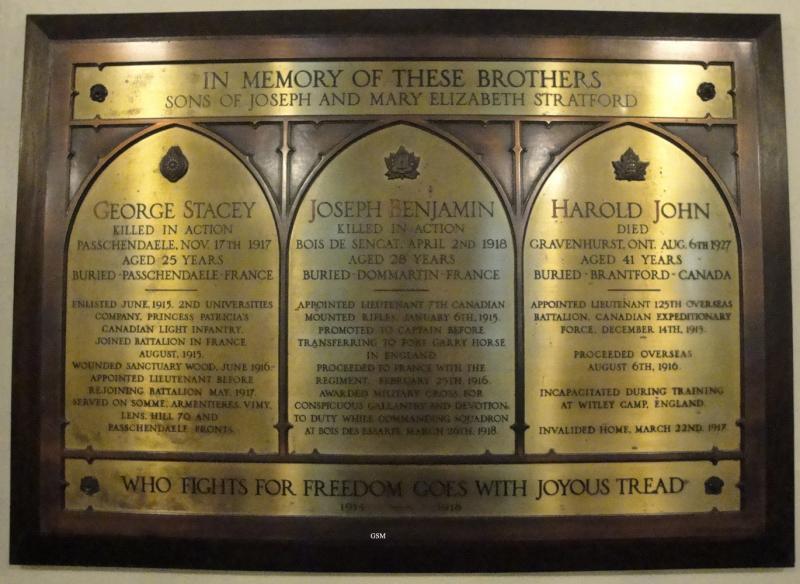 IN MEMORY OF THESE BROTHERS
SONS OF JOSEPH AND MARY ELIZABETH STRATFORD
GEORGE STACEY
KILLED IN ACTION
PASSCHENDAELE, NOV. 17TH 1917
AGED 25 YEARS
BURIED - PASSCHENDAELE - FRANCE
ENLISTED JUNE, 1915, 2ND UNIVERSITIES
COMPANY, PRINCESS PATRICIA'S
CANADIAN LIGHT INFANTRY.
JOINED BATTALION IN FRANCE
AUGUST, 1915.
WOUNDED SANCTUARY WOOD, JUNE 1916-
APPOINTED LIEUTENANT BEFORE
REJOINING BATTALION MAY, 1917
SERVED ON SOMME, ARMENTIERES, VIMY,
LENS, HILL 70 AND
PASSCHENDAELE FRONTS.
JOSEPH BENJAMIN
KILLED IN ACTION
BOIS DE SENCAT, APRIL 2ND 1918
AGED 28 YEARS
BURIED - DOMMARTIN - FRANCE
APPOINTED LIEUTENANT 7TH CANADIAN
MOUNTED RIFLES, JANUARY 6TH, 1915.
PROMOTED TO CAPTAIN BEFORE
TRANSFERRING TO FORT GARRY HORSE
IN ENGLAND
PROCEEDED TO FRANCE WITH THE
REGIMENT, FEBRUARY 25TH, 1916.
AWARDED MILITARY CROSS FOR
CONSPICUOUS GALLANTRY AND DEVOTION,
TO DUTY WHILE COMMANDING SQUADRON
AT BOIS DES ESSARTS, MARCH 26TH, 1918.
HAROLD JOHN
DIED
GRAVENHURST, ONT. AUG. 6TH 1927
AGED 41 YEARS
BURIED - BRANTFORD - CANADA
APPOINTED LIEUTENANT 125TH OVERSEAS
BATTALION, CANADIAN EXPEDITIONARY
FORCE, DECEMBER 14TH, 1915.
PROCEEDED OVERSEAS
AUGUST 6TH, 1916.
INCAPACITATED DURING TRAINING
AT WITLEY CAMP, ENGLAND.
INVALIDED HOME, MARCH 22ND, 1917.
WHO FIGHTS FOR FREEDOM GOES WITH JOYOUS TREAD
1914 — 1918
GSM